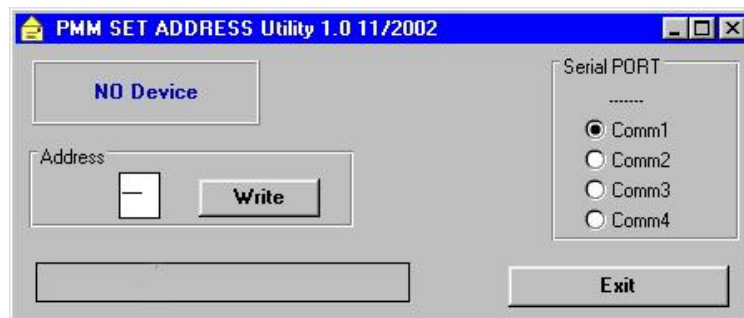 PMM SET ADDRESS Utility 1.0 11/2002
NO Device
Serial PORT
-------
Comm1
Comm2
Comm3
Comm4
Address
—
Write
Exit